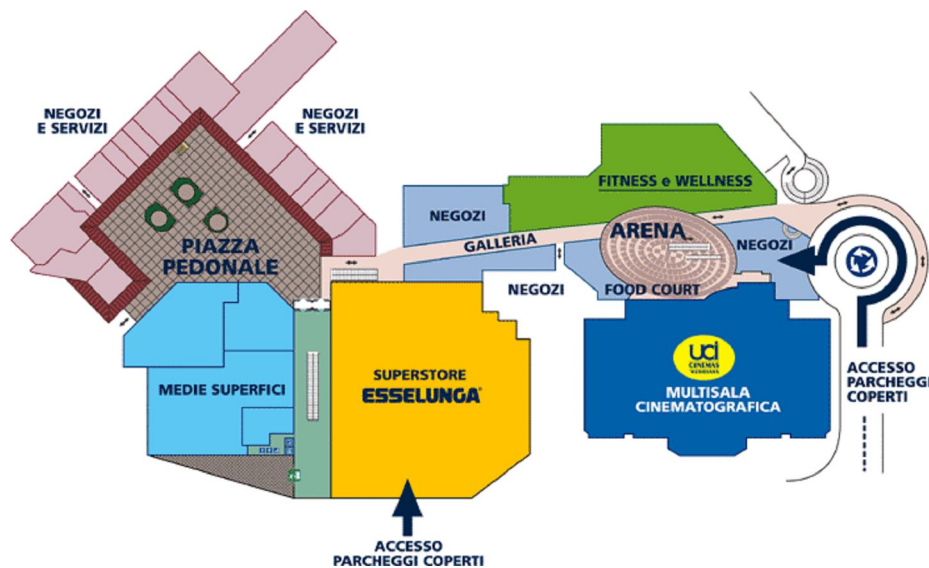 NEGOZI
E SERVIZI
NEGOZI
E SERVIZI
FITNESS e WELLNESS
NEGOZI
GALLERIA
ARENA
NEGOZI
PIAZZA
PEDONALE
NEGOZI
FOOD COURT
MEDIE SUPERFICI
SUPERSTORE
ESSELUNGA®
UCI
CINEMAS
MULTISALA
CINEMATOGRAFICA
ACCESSO
PARCHEGGI
COPERTI
ACCESSO
PARCHEGGI COPERTI